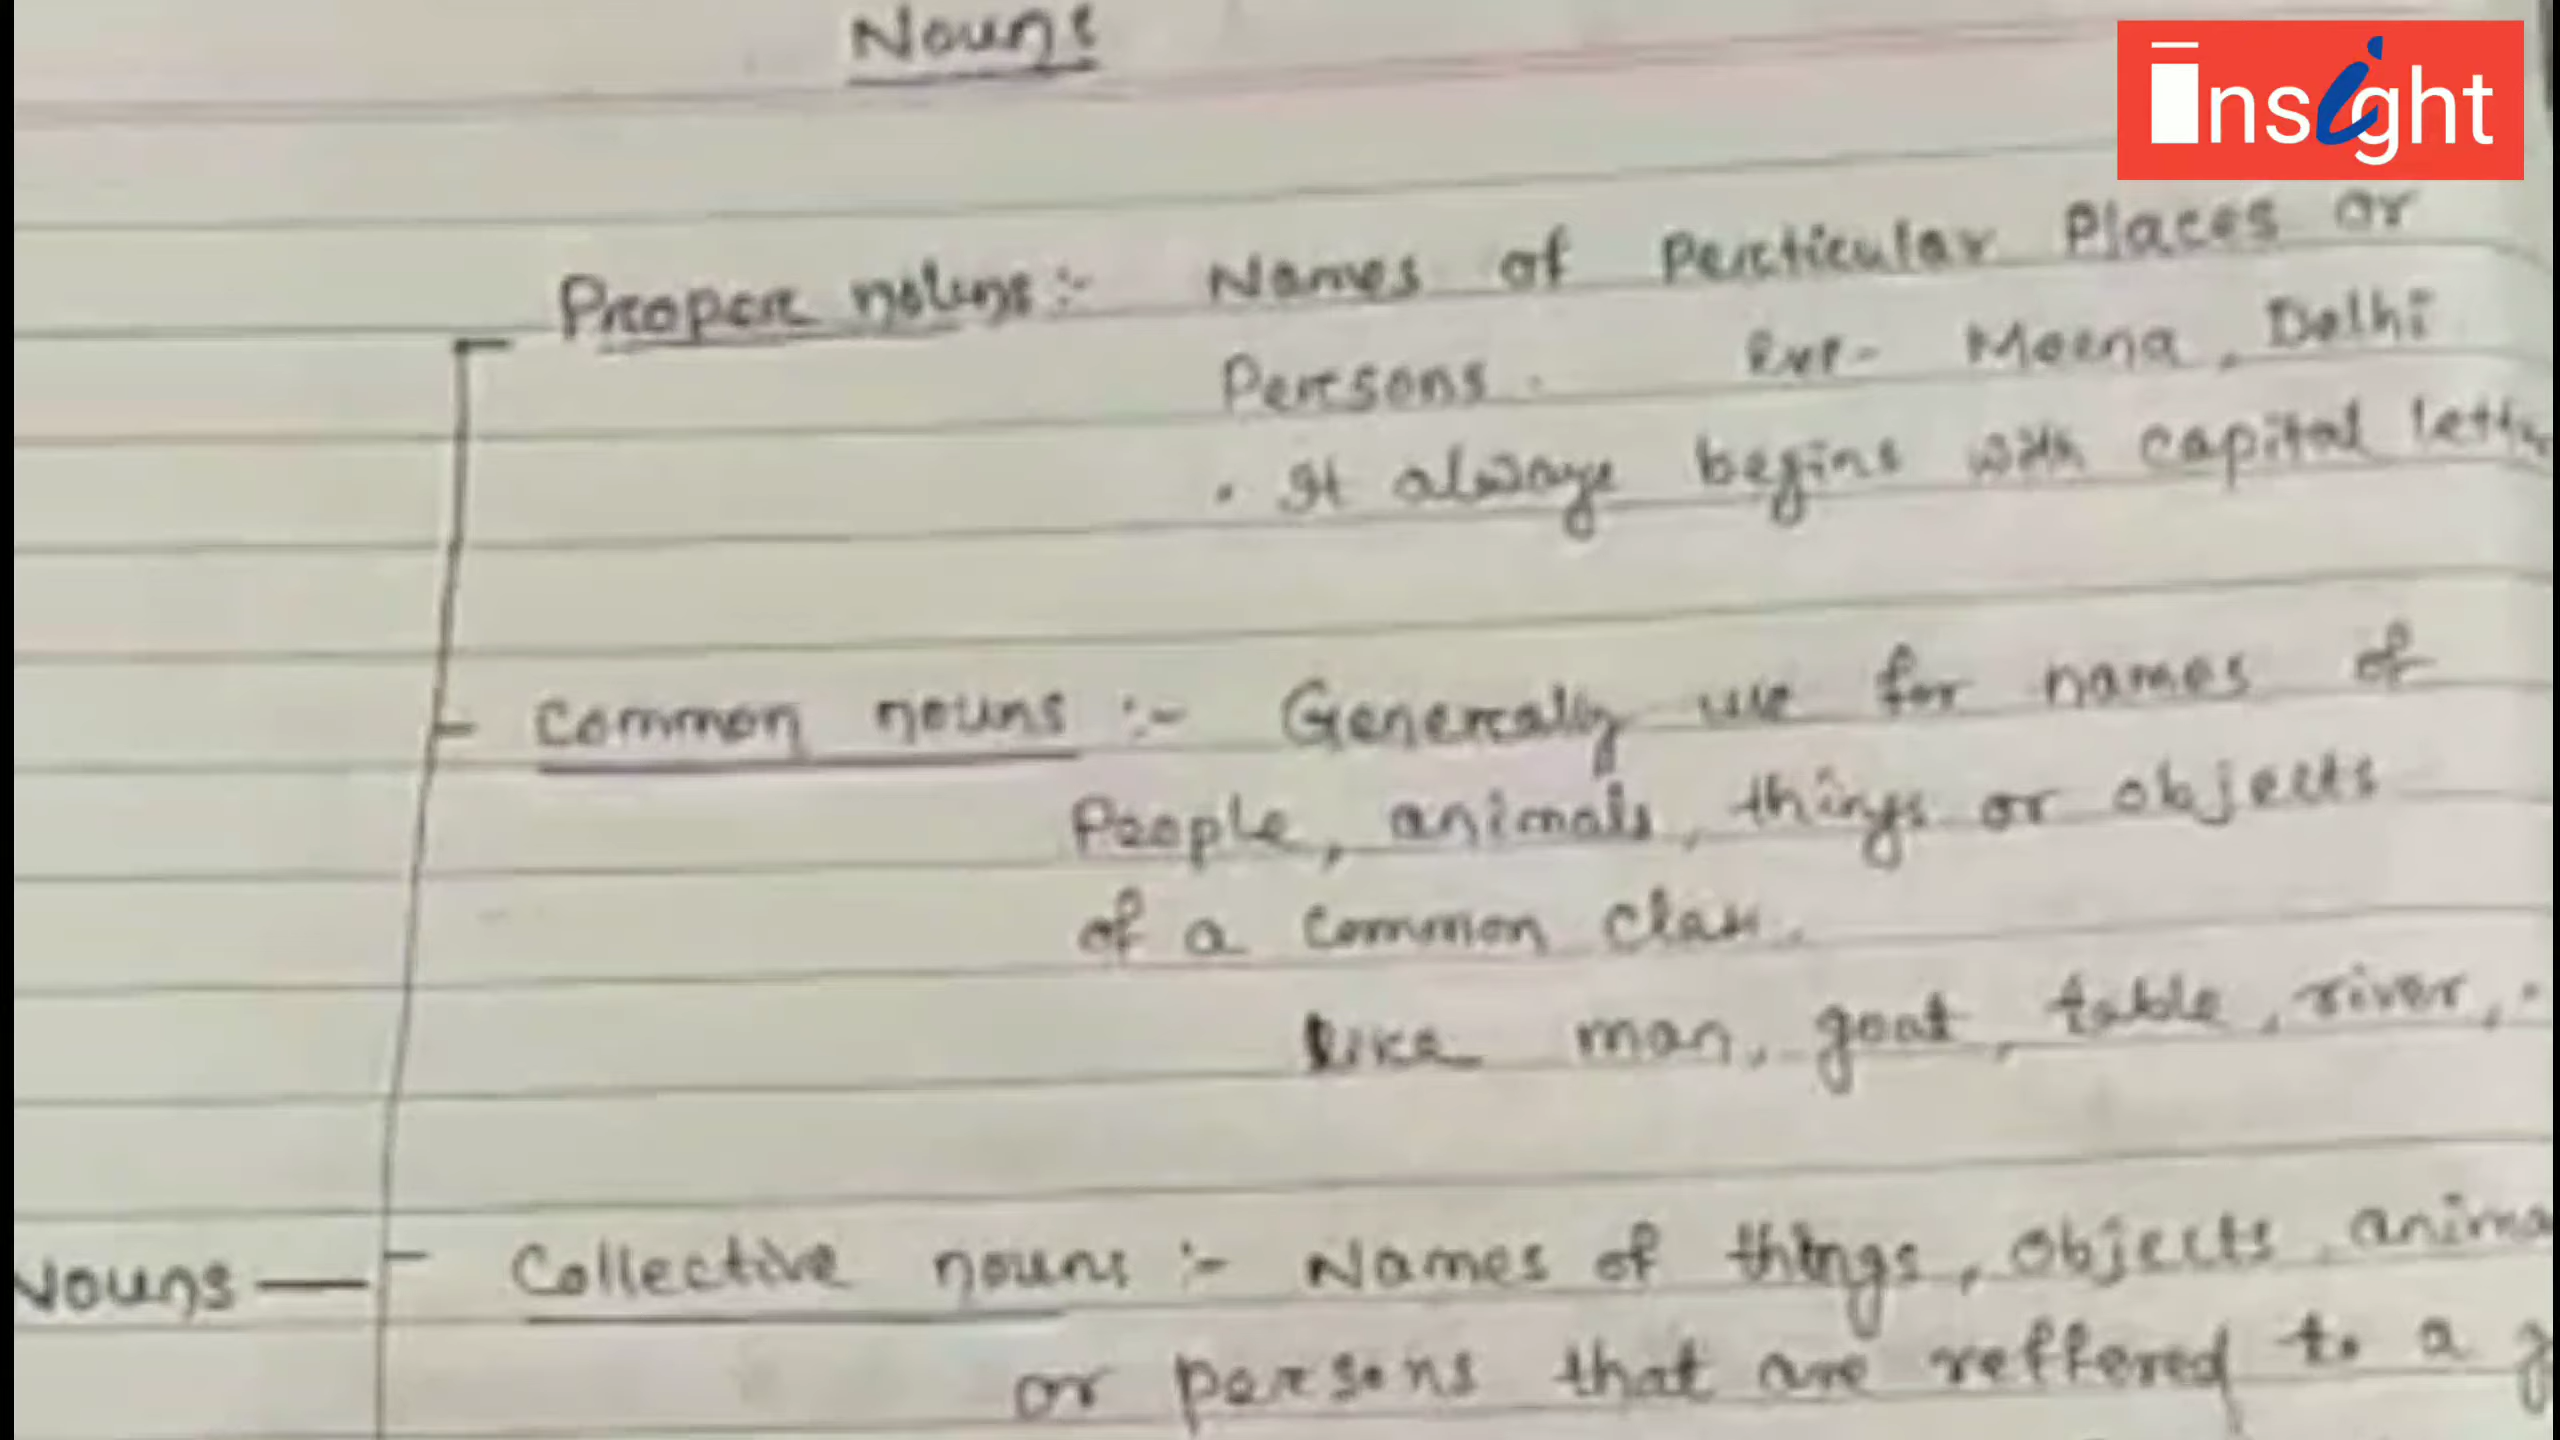 Nouns
Insight
Proper nouns :- Names of Perticular Places or
Persons. Exp- Meena, Delhi
. It always begins with capital
Common nouns :- Generally use for names of
People, animals, things or objects
of a common class.
like man, goat, table, river,
Nouns — Collective nouns :- Names of things, objects,
or persons that are reffered to a